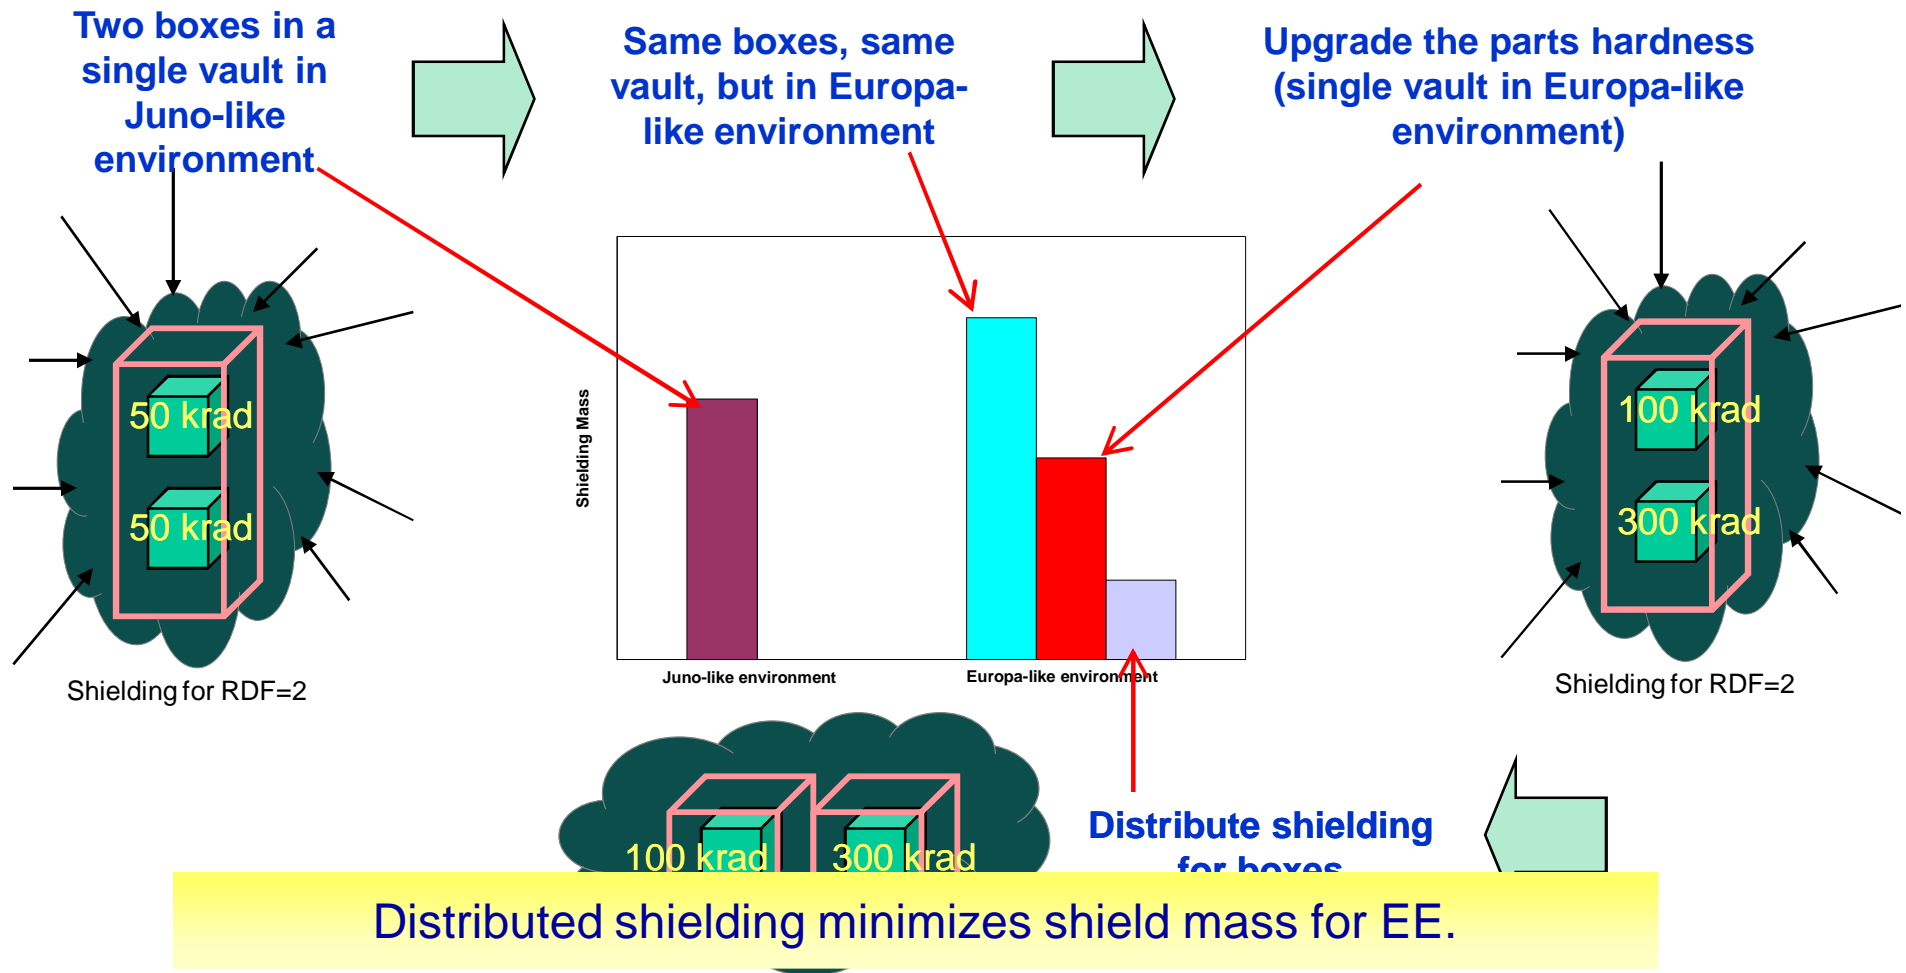 Two boxes in a
single vault in
Juno-like
environment
Same boxes, same
vault, but in Europa-
like environment
Upgrade the parts hardness
(single vault in Europa-like
environment)
50 krad
50 krad
Shielding for RDF=2
Shielding Mass
Juno-like environment
Europa-like environment
100 krad
300 krad
Shielding for RDF=2
100 krad
300 krad
Distribute shielding
for boxes
Distributed shielding minimizes shield mass for EE.